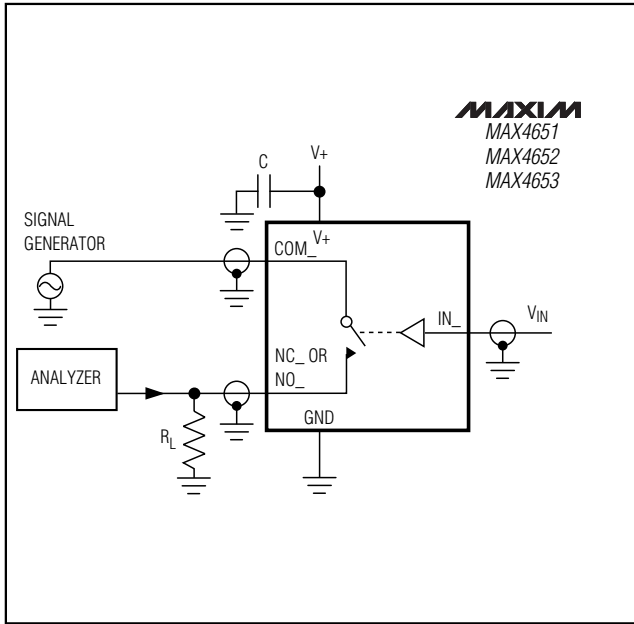 MAXIM
MAX4651
MAX4652
MAX4653
C
V+
SIGNAL
GENERATOR
V+
COM_
IN_
VIN
NC_ OR
NO_
ANALYZER
GND
RL